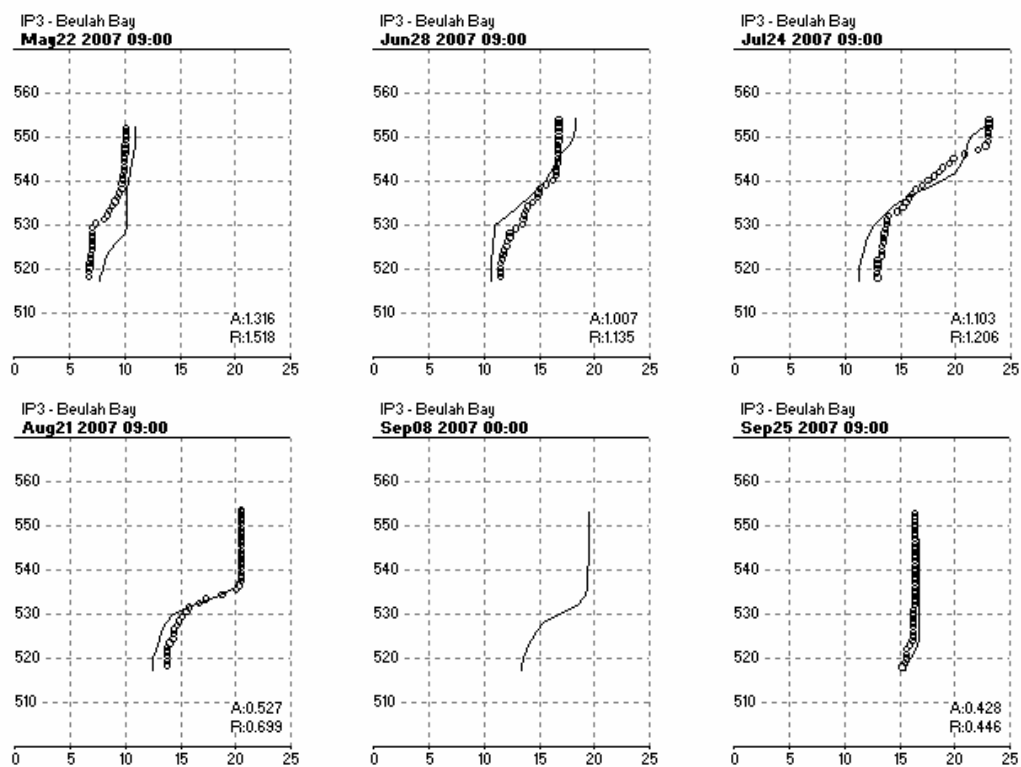 IP3 - Beulah Bay
May22 2007 09:00
560
550
540
530
520
510
A:1.316
R:1.518
0 5 10 15 20 25
IP3 - Beulah Bay
Jun28 2007 09:00
560
550
540
530
520
510
A:1.007
R:1.135
0 5 10 15 20 25
IP3 - Beulah Bay
Jul24 2007 09:00
560
550
540
530
520
510
A:1.103
R:1.206
0 5 10 15 20 25
IP3 - Beulah Bay
Aug21 2007 09:00
560
550
540
530
520
510
A:0.527
R:0.699
0 5 10 15 20 25
IP3 - Beulah Bay
Sep08 2007 00:00
560
550
540
530
520
510
0 5 10 15 20 25
IP3 - Beulah Bay
Sep25 2007 09:00
560
550
540
530
520
510
A:0.428
R:0.446
0 5 10 15 20 25